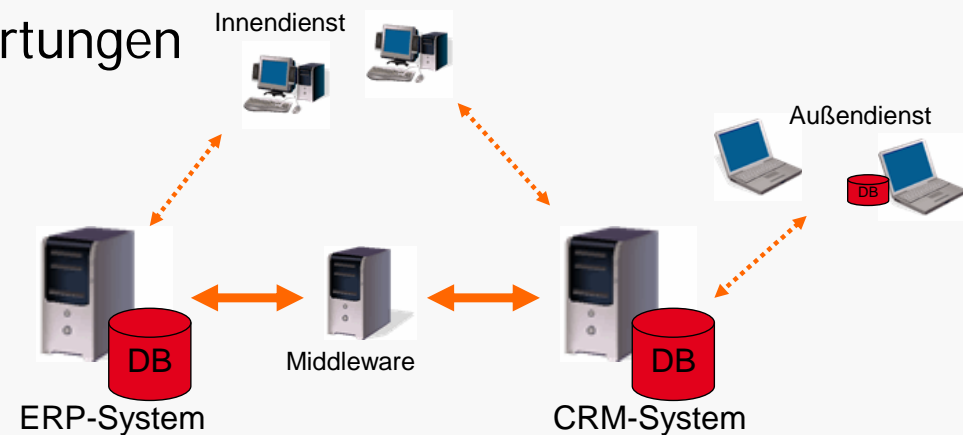 Innendienst
rtungen
Außendienst
DB
Middleware
DB
DB
ERP-System
CRM-System